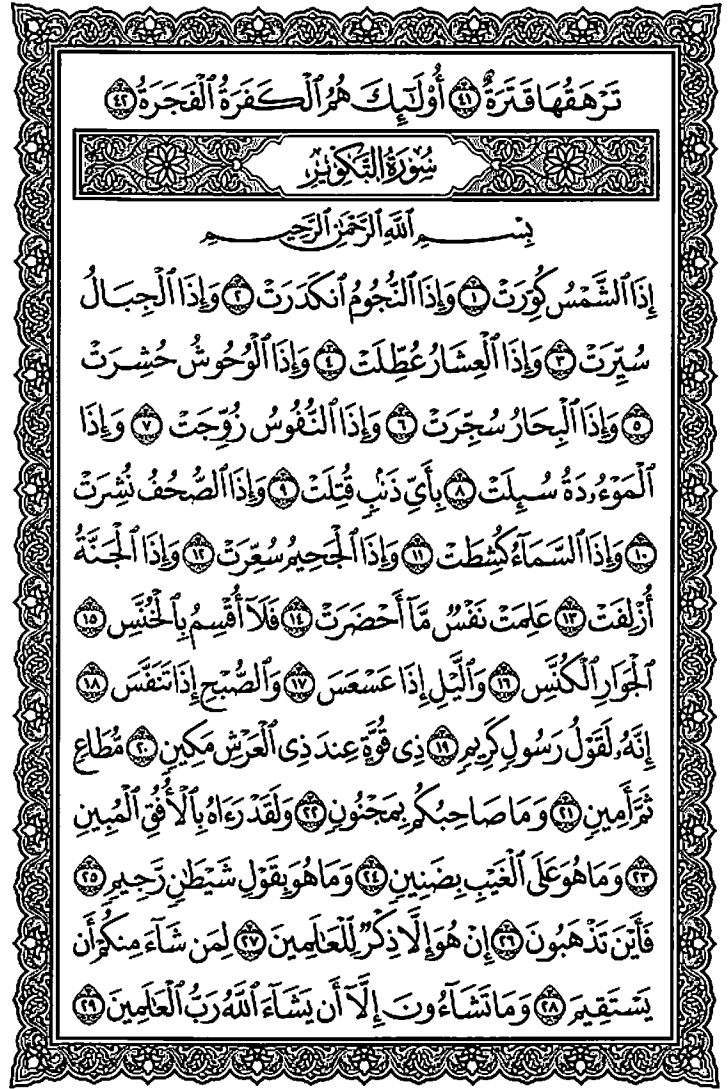 تَرْهَقُهَا قَتَرَةٌ ٤١ أُوْلَـٰٓئِكَ هُمُ ٱلْكَفَرَةُ ٱلْفَجَرَةُ ٤٢
سُورَةُ التَّكْوِيرِ
بِسْمِ ٱللَّهِ ٱلرَّحْمَـٰنِ ٱلرَّحِيمِ
إِذَا ٱلشَّمْسُ كُوِّرَتْ ١ وَإِذَا ٱلنُّجُومُ ٱنكَدَرَتْ ٢ وَإِذَا ٱلْجِبَالُ
سُيِّرَتْ ٣ وَإِذَا ٱلْعِشَارُ عُطِّلَتْ ٤ وَإِذَا ٱلْوُحُوشُ حُشِرَتْ
٥ وَإِذَا ٱلْبِحَارُ سُجِّرَتْ ٦ وَإِذَا ٱلنُّفُوسُ زُوِّجَتْ ٧ وَإِذَا
ٱلْمَوْءُۥدَةُ سُئِلَتْ ٨ بِأَيِّ ذَنۢبٍ قُتِلَتْ ٩ وَإِذَا ٱلصُّحُفُ نُشِرَتْ
١٠ وَإِذَا ٱلسَّمَآءُ كُشِطَتْ ١١ وَإِذَا ٱلْجَحِيمُ سُعِّرَتْ ١٢ وَإِذَا ٱلْجَنَّةُ
أُزْلِفَتْ ١٣ عَلِمَتْ نَفْسٌ مَّآ أَحْضَرَتْ ١٤ فَلَآ أُقْسِمُ بِٱلْخُنَّسِ ١٥
ٱلْجَوَارِ ٱلْكُنَّسِ ١٦ وَٱلَّيْلِ إِذَا عَسْعَسَ ١٧ وَٱلصُّبْحِ إِذَا تَنَفَّسَ ١٨
إِنَّهُۥ لَقَوْلُ رَسُولٍ كَرِيمٍ ١٩ ذِى قُوَّةٍ عِندَ ذِى ٱلْعَرْشِ مَكِينٍ ٢٠ مُّطَاعٍ
ثَمَّ أَمِينٍ ٢١ وَمَا صَاحِبُكُم بِمَجْنُونٍ ٢٢ وَلَقَدْ رَءَاهُ بِٱلْأُفُقِ ٱلْمُبِينِ
٢٣ وَمَا هُوَ عَلَى ٱلْغَيْبِ بِضَنِينٍ ٢٤ وَمَا هُوَ بِقَوْلِ شَيْطَـٰنٍ رَّجِيمٍ ٢٥
فَأَيْنَ تَذْهَبُونَ ٢٦ إِنْ هُوَ إِلَّا ذِكْرٌ لِّلْعَـٰلَمِينَ ٢٧ لِمَن شَآءَ مِنكُمْ أَن
يَسْتَقِيمَ ٢٨ وَمَا تَشَآءُونَ إِلَّآ أَن يَشَآءَ ٱللَّهُ رَبُّ ٱلْعَـٰلَمِينَ ٢٩